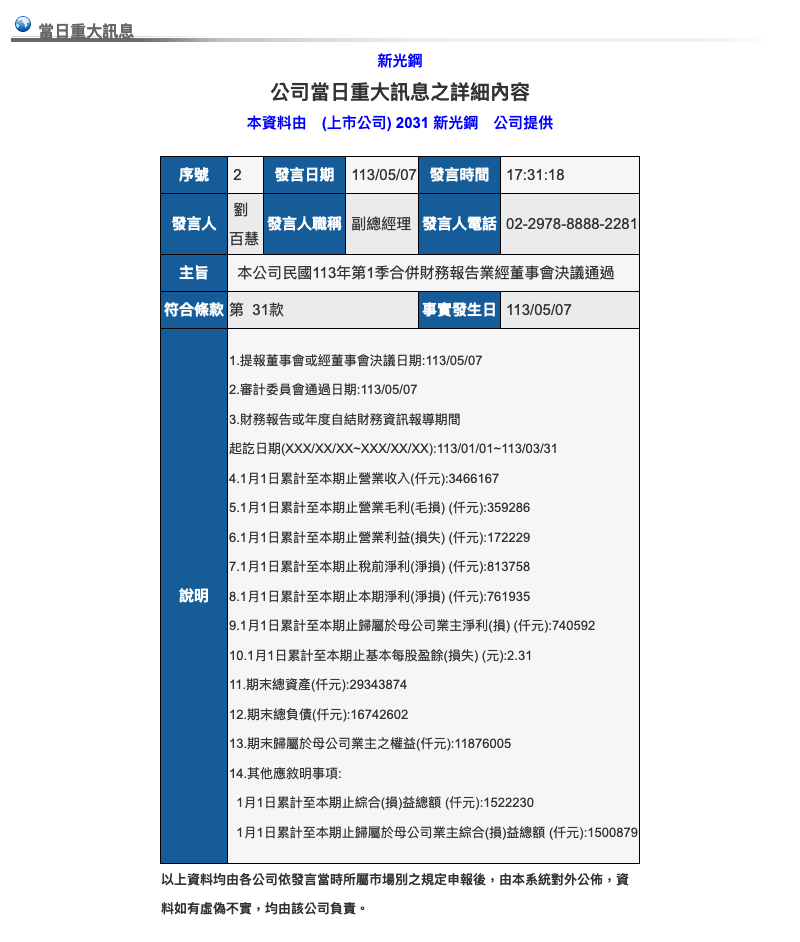 當日重大訊息
新光鋼
公司當日重大訊息之詳細內容
本資料由 (上市公司) 2031 新光鋼 公司提供
序號 2 發言日期 113/05/07 發言時間 17:31:18
發言人 劉百慧 發言人職稱 副總經理 發言人電話 02-2978-8888-2281
主旨 本公司民國113年第1季合併財務報告業經董事會決議通過
符合條款 第 31款 事實發生日 113/05/07
說明
1.提報董事會或經董事會決議日期:113/05/07
2.審計委員會通過日期:113/05/07
3.財務報告或年度自結財務資訊報導期間
起訖日期(XXX/XX/XX~XXX/XX/XX):113/01/01~113/03/31
4.1月1日累計至本期止營業收入(仟元):3466167
5.1月1日累計至本期止營業毛利(毛損) (仟元):359286
6.1月1日累計至本期止營業利益(損失) (仟元):172229
7.1月1日累計至本期止稅前淨利(淨損) (仟元):813758
8.1月1日累計至本期止本期淨利(淨損) (仟元):761935
9.1月1日累計至本期止歸屬於母公司業主淨利(損) (仟元):740592
10.1月1日累計至本期止基本每股盈餘(損失) (元):2.31
11.期末總資產(仟元):29343874
12.期末總負債(仟元):16742602
13.期末歸屬於母公司業主之權益(仟元):11876005
14.其他應敘明事項:
1月1日累計至本期止綜合(損)益總額 (仟元):1522230
1月1日累計至本期止歸屬於母公司業主綜合(損)益總額 (仟元):1500879
以上資料均由各公司依發言當時所屬市場別之規定申報後，由本系統對外公佈，資
料如有虛偽不實，均由該公司負責。